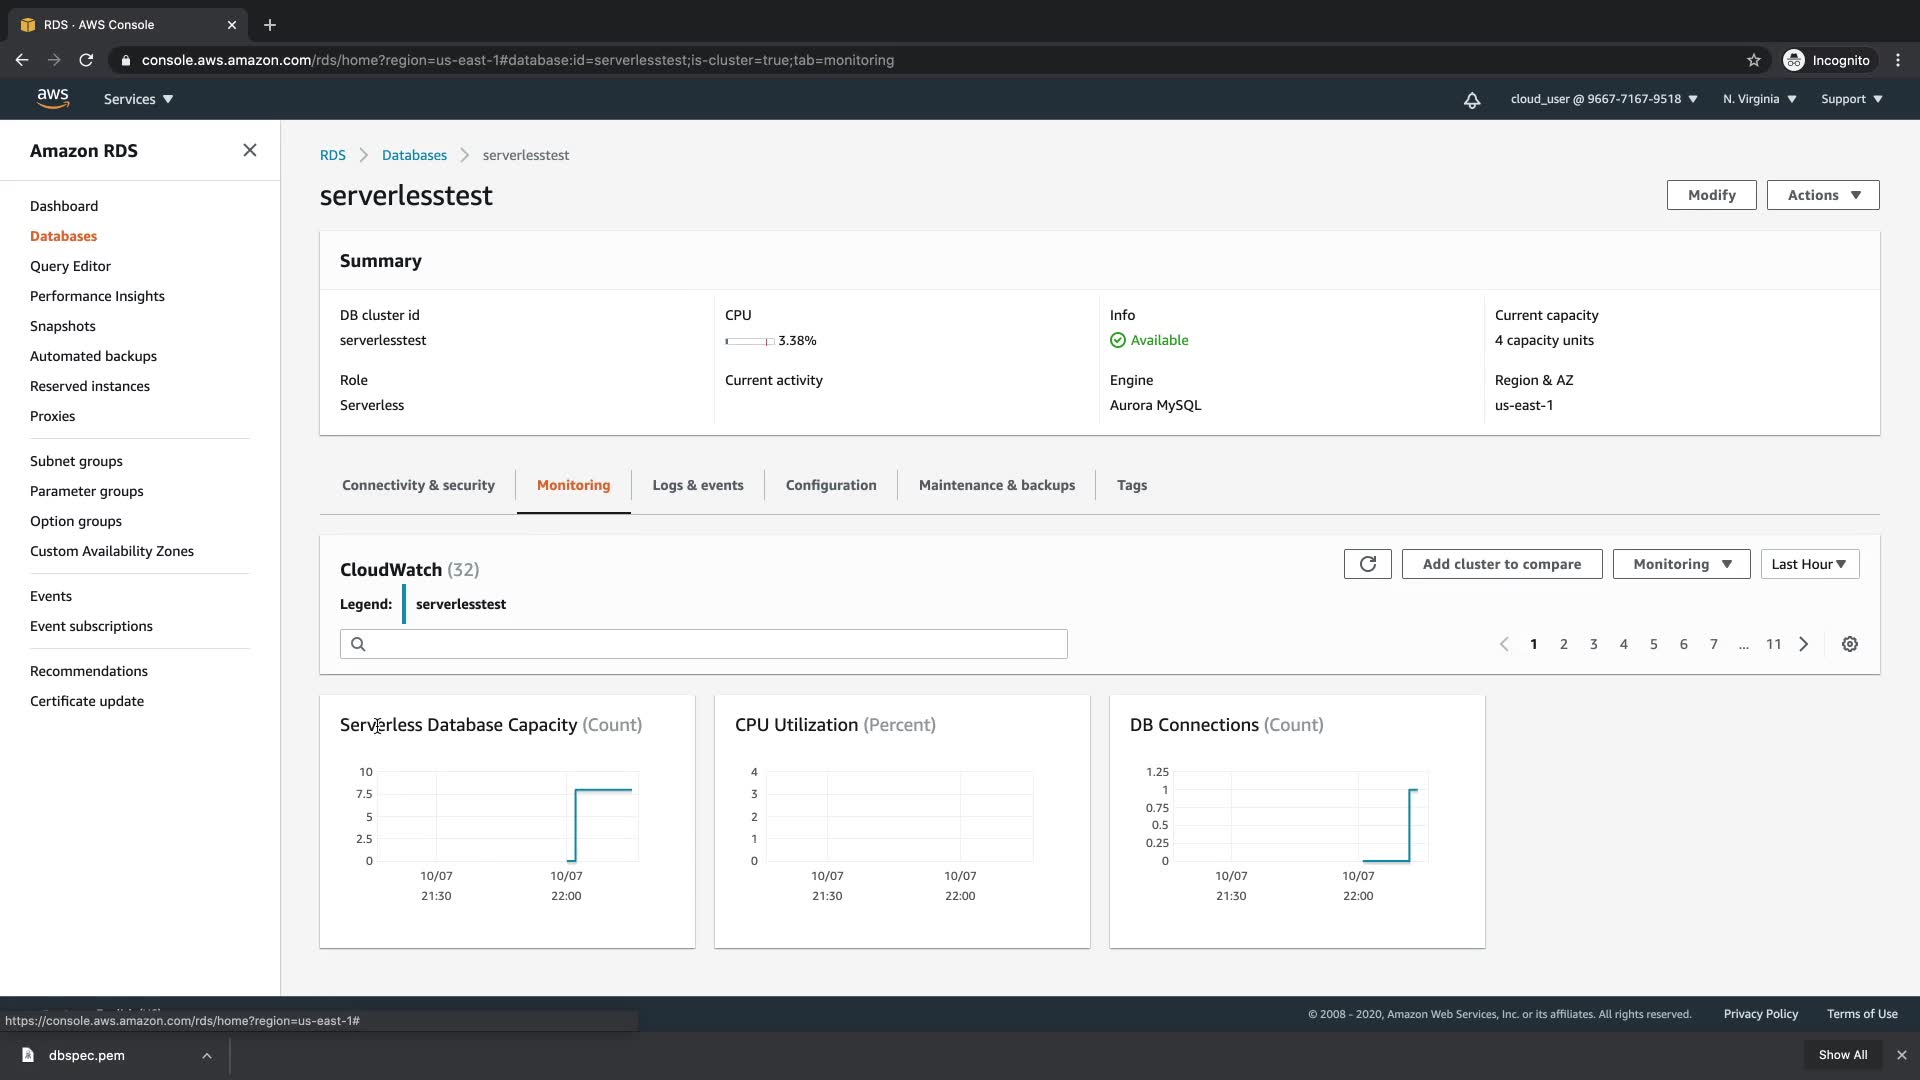 RDS · AWS Console
console.aws.amazon.com/rds/home?region=us-east-1#database:id=serverlesstest;is-cluster=true;tab=monitoring
Incognito
aws
Services
cloud_user @ 9667-7167-9518
N. Virginia
Support
Amazon RDS
Dashboard
Databases
Query Editor
Performance Insights
Snapshots
Automated backups
Reserved instances
Proxies
Subnet groups
Parameter groups
Option groups
Custom Availability Zones
Events
Event subscriptions
Recommendations
Certificate update
RDS
Databases
serverlesstest
serverlesstest
Modify
Actions
Summary
DB cluster id
serverlesstest
CPU
3.38%
Info
Available
Current capacity
4 capacity units
Role
Serverless
Current activity
Engine
Aurora MySQL
Region & AZ
us-east-1
Connectivity & security
Monitoring
Logs & events
Configuration
Maintenance & backups
Tags
CloudWatch (32)
Add cluster to compare
Monitoring
Last Hour
Legend:
serverlesstest
1 2 3 4 5 6 7 ... 11
Serverless Database Capacity (Count)
10
7.5
5
2.5
0
10/07
21:30
10/07
22:00
CPU Utilization (Percent)
4
3
2
1
0
10/07
21:30
10/07
22:00
DB Connections (Count)
1.25
1
0.75
0.5
0.25
0
10/07
21:30
10/07
22:00
© 2008 - 2020, Amazon Web Services, Inc. or its affiliates. All rights reserved.
Privacy Policy
Terms of Use
https://console.aws.amazon.com/rds/home?region=us-east-1#
dbspec.pem
Show All